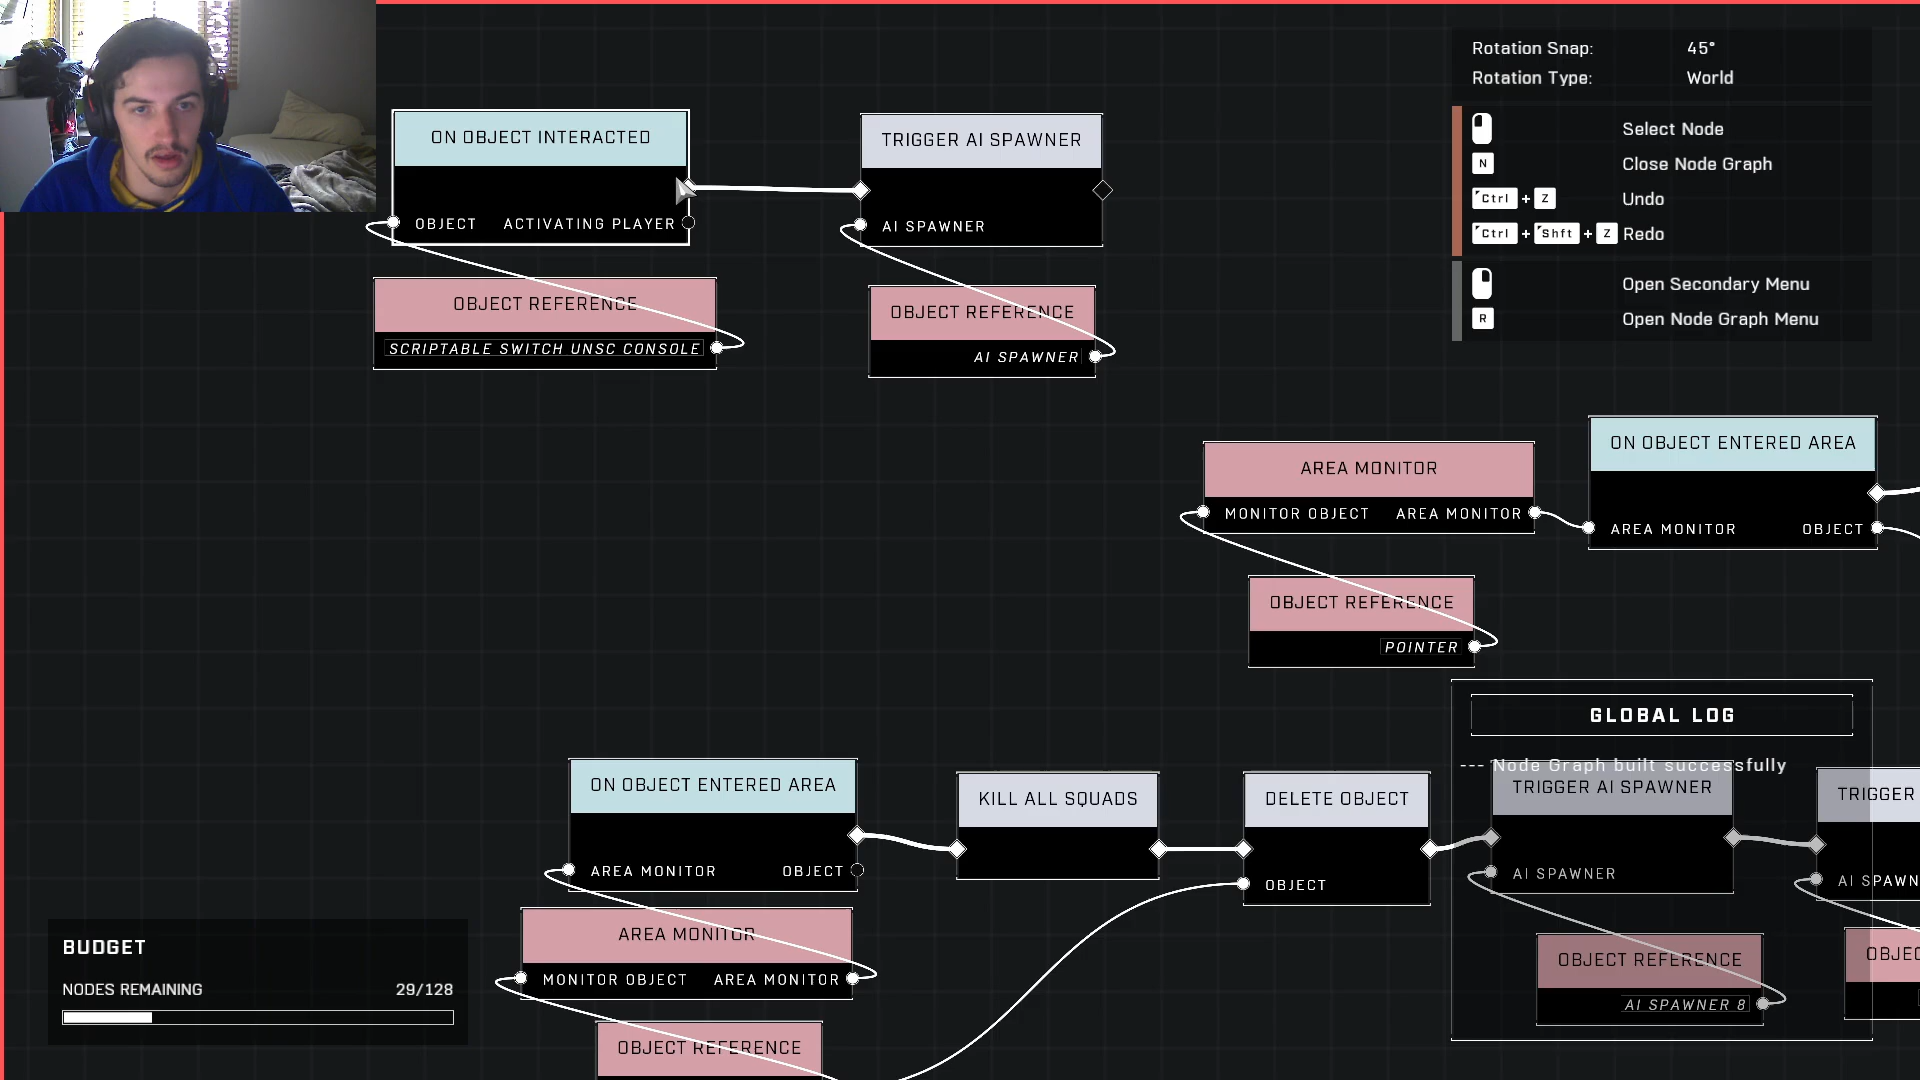 Rotation Snap: 45°
Rotation Type: World
Select Node
N Close Node Graph
Ctrl + Z Undo
Ctrl + Shft + Z Redo
Open Secondary Menu
R Open Node Graph Menu
ON OBJECT INTERACTED
OBJECT ACTIVATING PLAYER
OBJECT REFERENCE
SCRIPTABLE SWITCH UNSC CONSOLE
TRIGGER AI SPAWNER
AI SPAWNER
OBJECT REFERENCE
AI SPAWNER
AREA MONITOR
MONITOR OBJECT AREA MONITOR
OBJECT REFERENCE
POINTER
ON OBJECT ENTERED AREA
AREA MONITOR OBJECT
GLOBAL LOG
--- Node Graph built successfully
ON OBJECT ENTERED AREA
AREA MONITOR OBJECT
AREA MONITOR
MONITOR OBJECT AREA MONITOR
OBJECT REFERENCE
KILL ALL SQUADS
DELETE OBJECT
OBJECT
TRIGGER AI SPAWNER
AI SPAWNER
OBJECT REFERENCE
AI SPAWNER 8
TRIGGER
AI SPAWN
OBJEC
BUDGET
NODES REMAINING 29/128